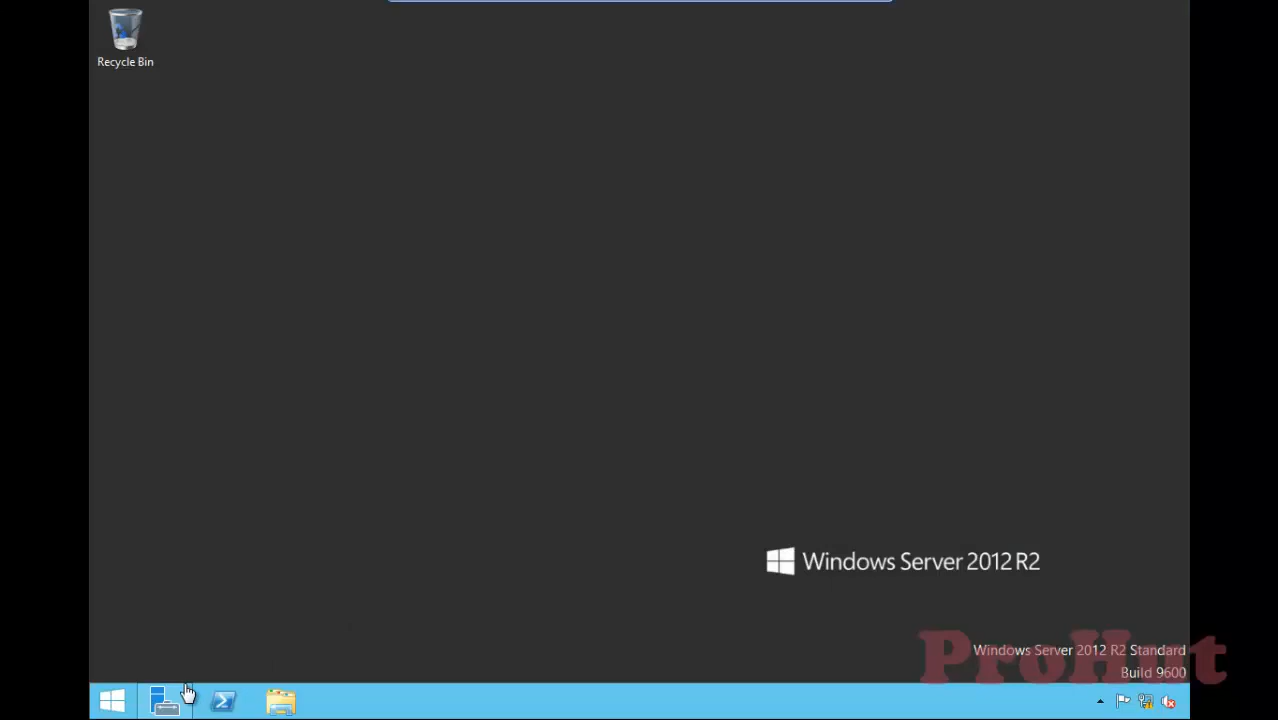 Recycle Bin
Windows Server 2012 R2
Windows Server 2012 R2 Standard
Build 9600
ProHut